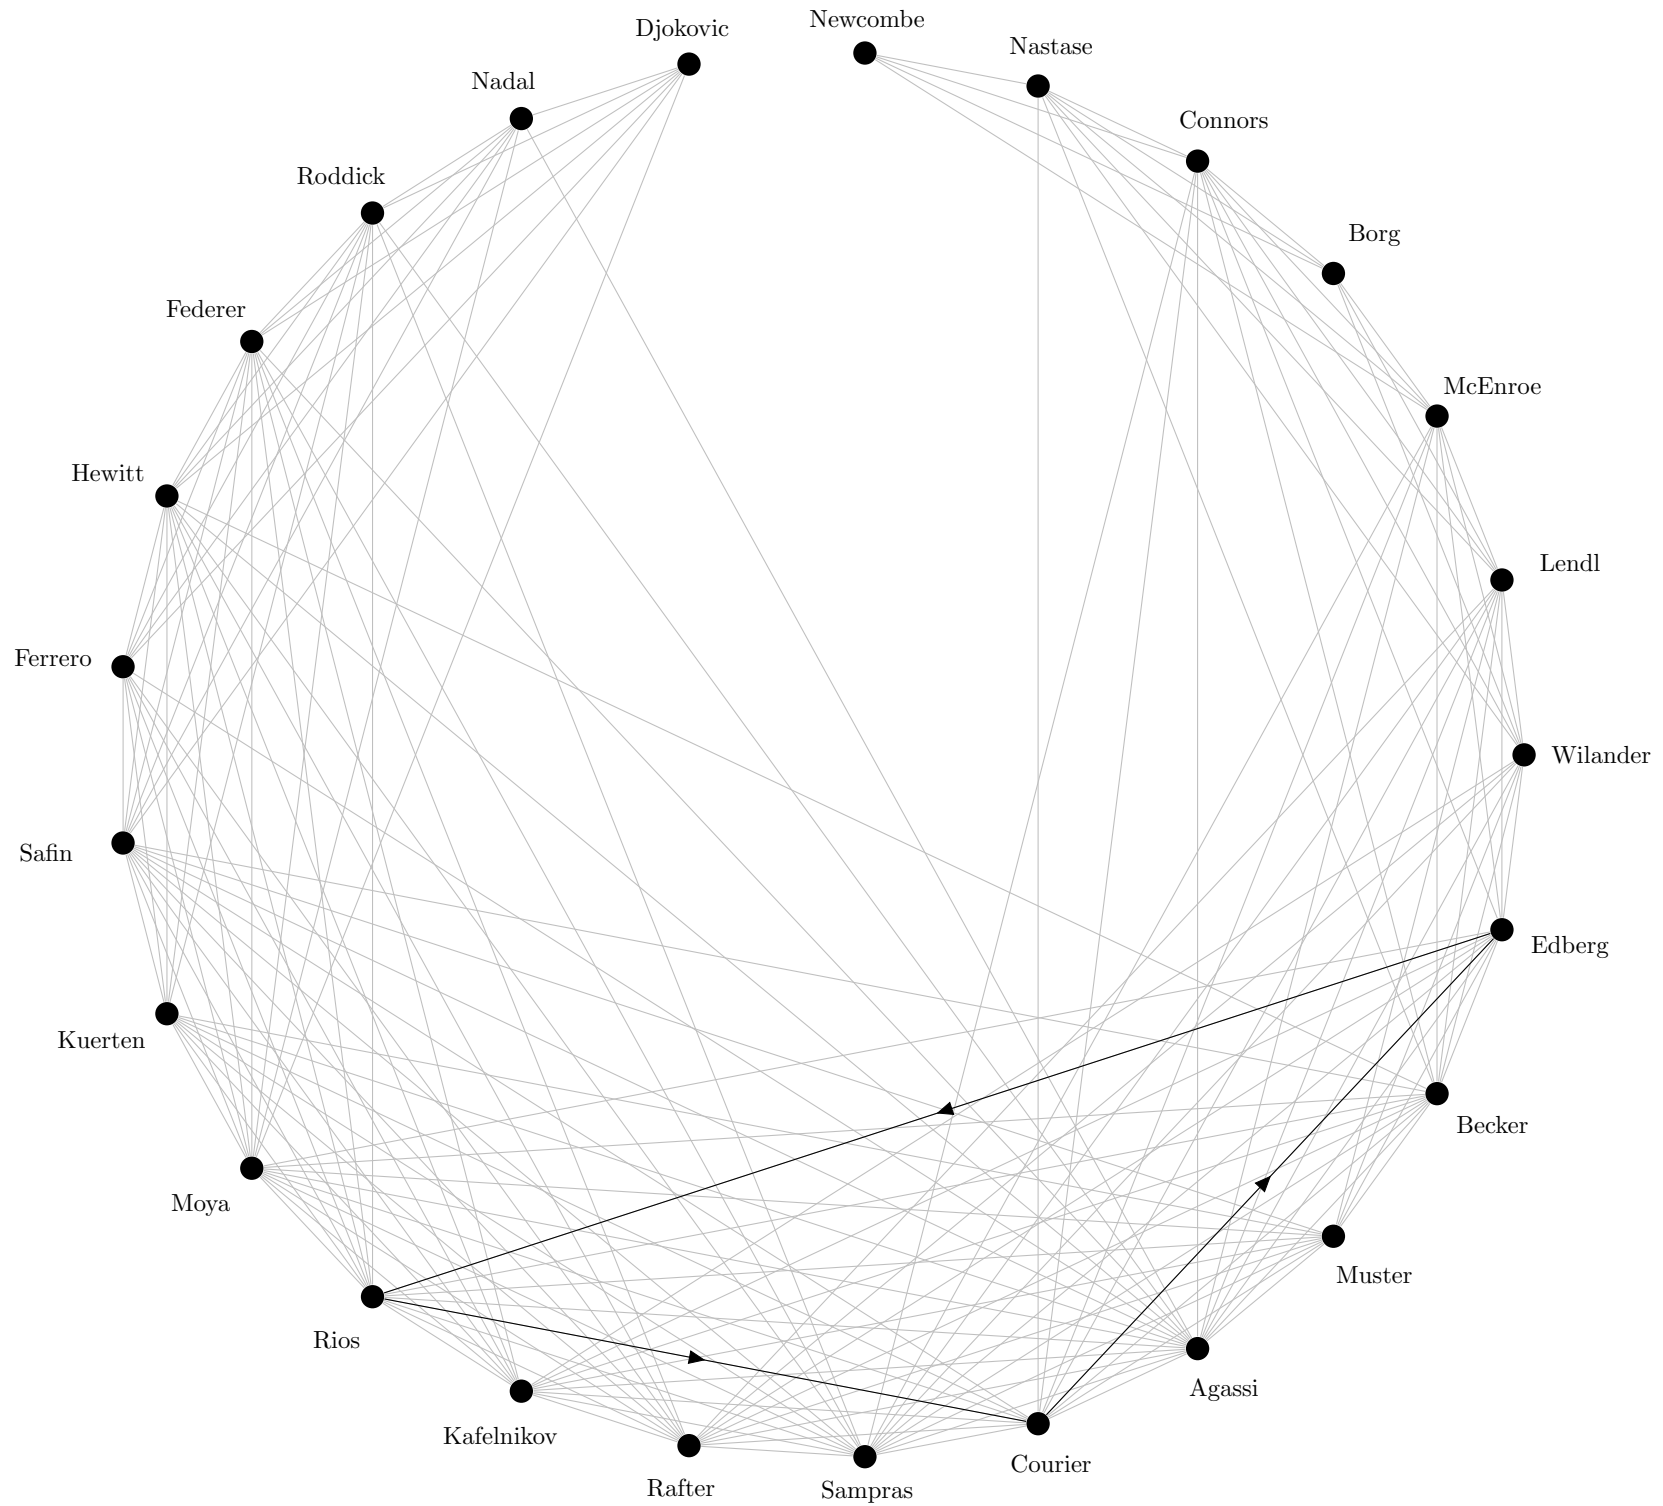 Newcombe
Djokovic
Nastase
Nadal
Connors
Roddick
Borg
Federer
McEnroe
Hewitt
Lendl
Ferrero
Wilander
Safin
Edberg
Kuerten
Becker
Moya
Muster
Rios
Agassi
Kafelnikov
Courier
Rafter
Sampras